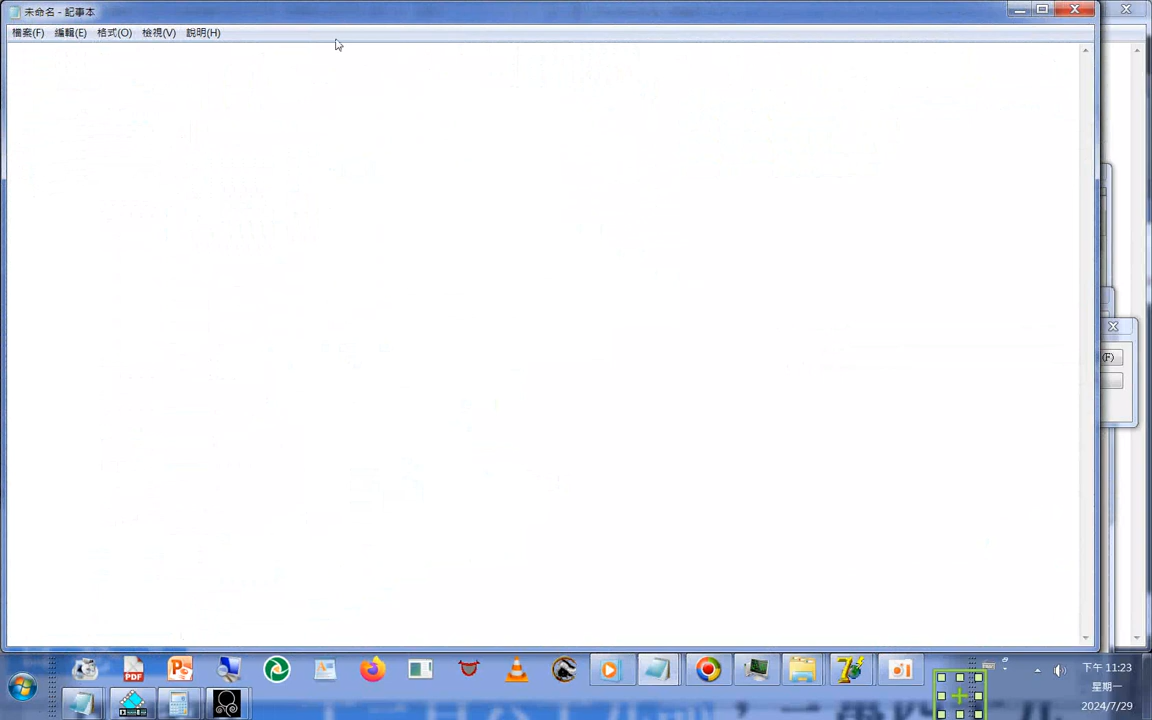 未命名 - 記事本
檔案(F) 編輯(E) 格式(O) 檢視(V) 說明(H)
(F)
PDF
下午 11:23
星期一
2024/7/29